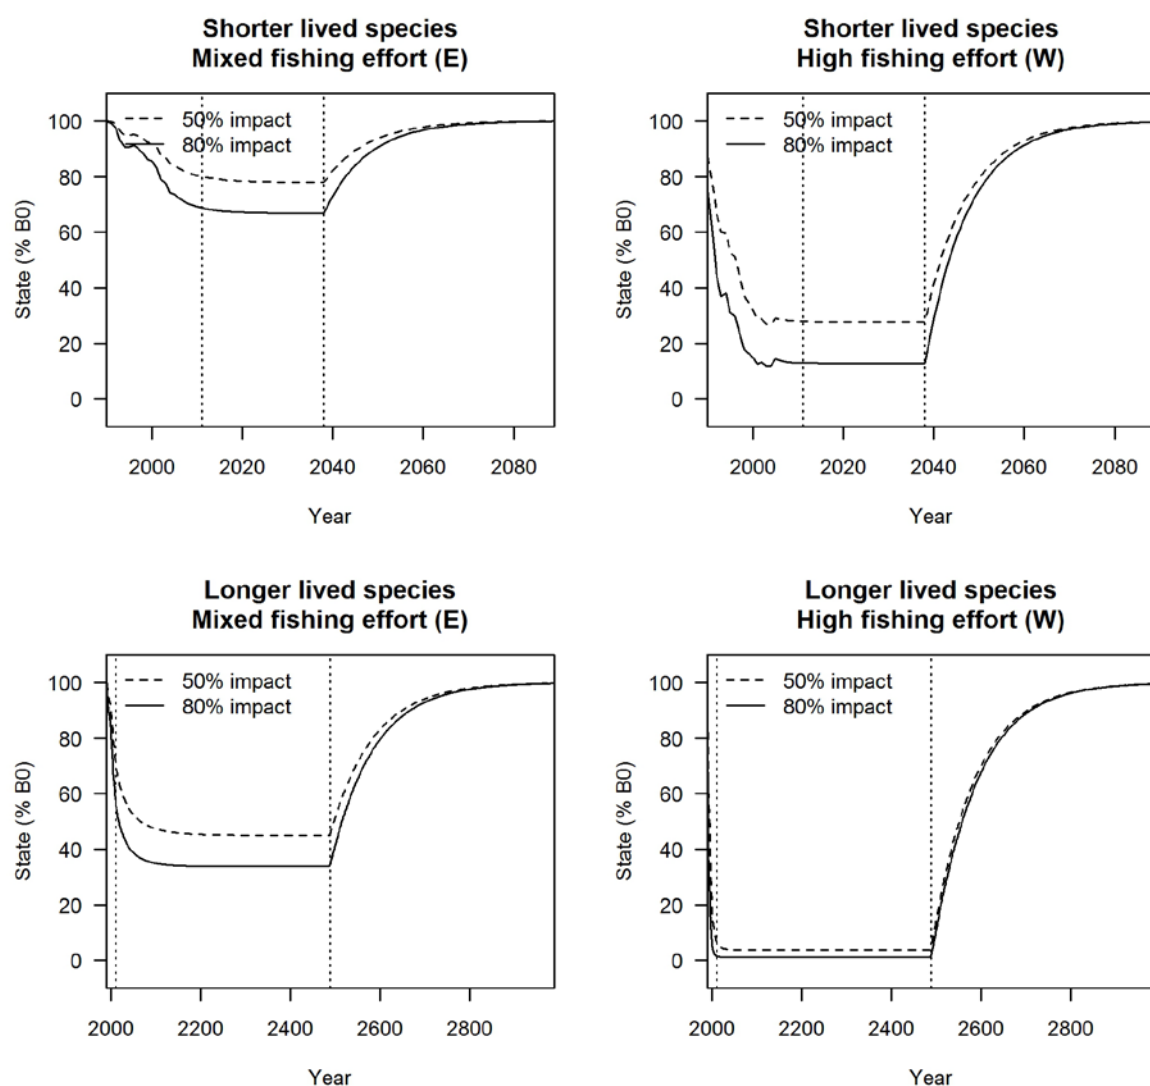 Shorter lived species
Mixed fishing effort (E)
50% impact
80% impact
100
80
60
40
20
0
State (% B0)
2000 2020 2040 2060 2080
Year
Shorter lived species
High fishing effort (W)
50% impact
80% impact
100
80
60
40
20
0
State (% B0)
2000 2020 2040 2060 2080
Year
Longer lived species
Mixed fishing effort (E)
50% impact
80% impact
100
80
60
40
20
0
State (% B0)
2000 2200 2400 2600 2800
Year
Longer lived species
High fishing effort (W)
50% impact
80% impact
100
80
60
40
20
0
State (% B0)
2000 2200 2400 2600 2800
Year